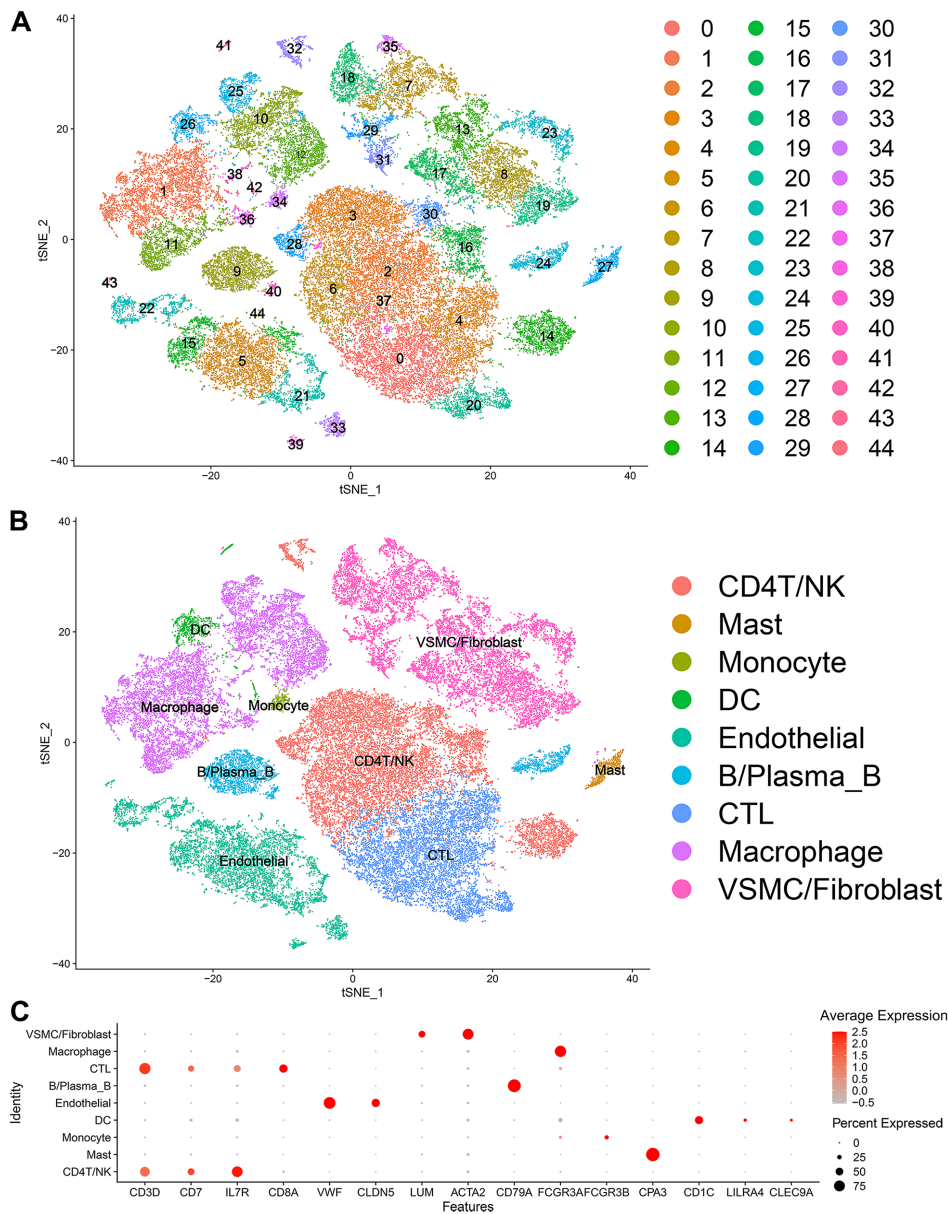 A
40
20
0
−20
−40
tSNE_2
41
32
35
18
7
25
10
26
29
13
23
12
31
1
38
17
8
42
34
19
36
3
30
11
28
16
9
2
24
27
43
40
6
37
22
44
4
15
14
5
0
21
20
33
39
−20
0
20
40
tSNE_1
0 15 30
1 16 31
2 17 32
3 18 33
4 19 34
5 20 35
6 21 36
7 22 37
8 23 38
9 24 39
10 25 40
11 26 41
12 27 42
13 28 43
14 29 44
B
40
20
0
−20
−40
tSNE_2
DC
VSMC/Fibroblast
Macrophage
Monocyte
CD4T/NK
B/Plasma_B
Mast
Endothelial
CTL
−20
0
20
40
tSNE_1
CD4T/NK
Mast
Monocyte
DC
Endothelial
B/Plasma_B
CTL
Macrophage
VSMC/Fibroblast
C
Identity
VSMC/Fibroblast
Macrophage
CTL
B/Plasma_B
Endothelial
DC
Monocyte
Mast
CD4T/NK
CD3D CD7 IL7R CD8A VWF CLDN5 LUM ACTA2 CD79A FCGR3A FCGR3B CPA3 CD1C LILRA4 CLEC9A
Features
Average Expression
2.5
2.0
1.5
1.0
0.5
0.0
−0.5
Percent Expressed
0
25
50
75